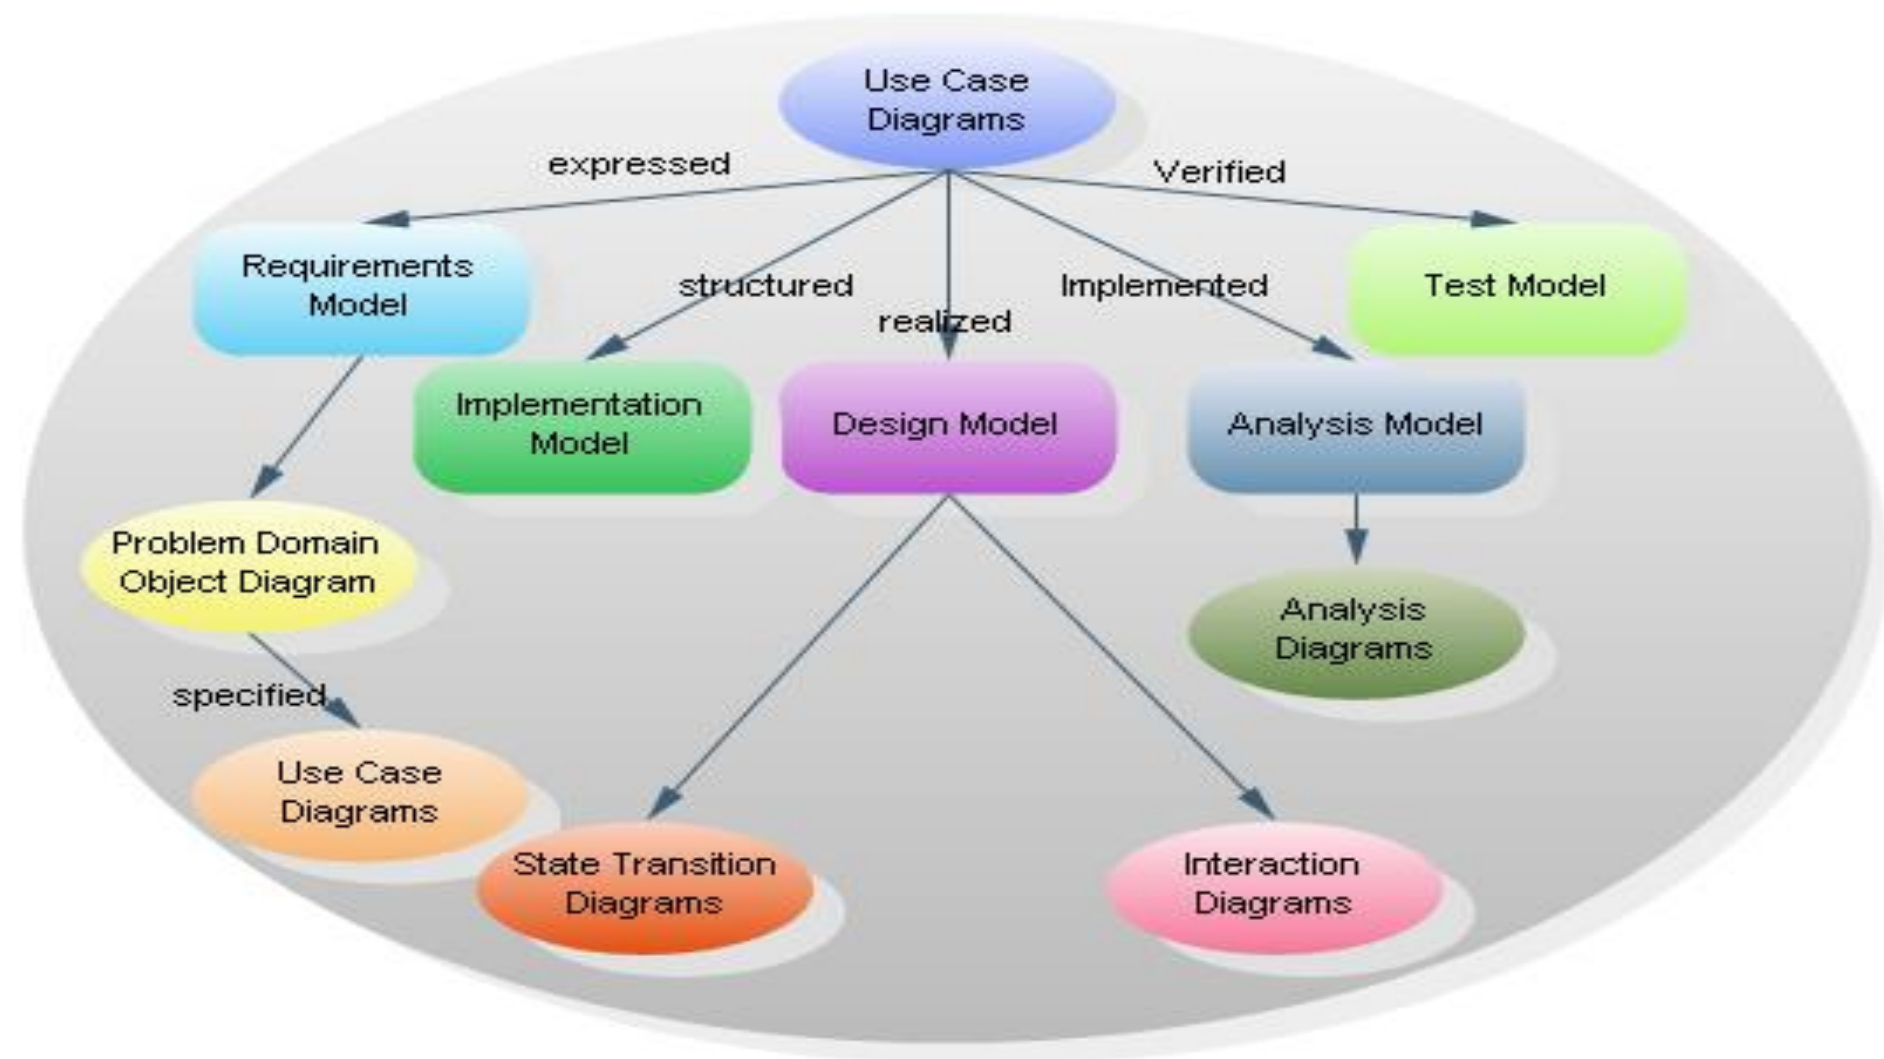 Use Case
Diagrams
expressed
Verified
Requirements
Model
structured
Implemented
Test Model
realized
Implementation
Model
Design Model
Analysis Model
Problem Domain
Object Diagram
Analysis
Diagrams
specified
Use Case
Diagrams
State Transition
Diagrams
Interaction
Diagrams